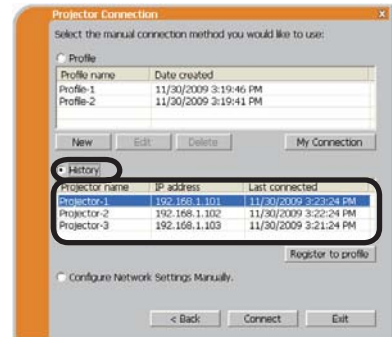 Projector Connection
Select the manual connection method you would like to use:
Profile
Profile name Date created
Profile-1 11/30/2009 3:19:46 PM
Profile-2 11/30/2009 3:19:41 PM
New Edit Delete My Connection
History
Projector name IP address Last connected
Projector-1 192.168.1.101 11/30/2009 3:23:24 PM
Projector-2 192.168.1.102 11/30/2009 3:22:24 PM
Projector-3 192.168.1.103 11/30/2009 3:21:24 PM
Register to profile
Configure Network Settings Manually.
< Back Connect Exit